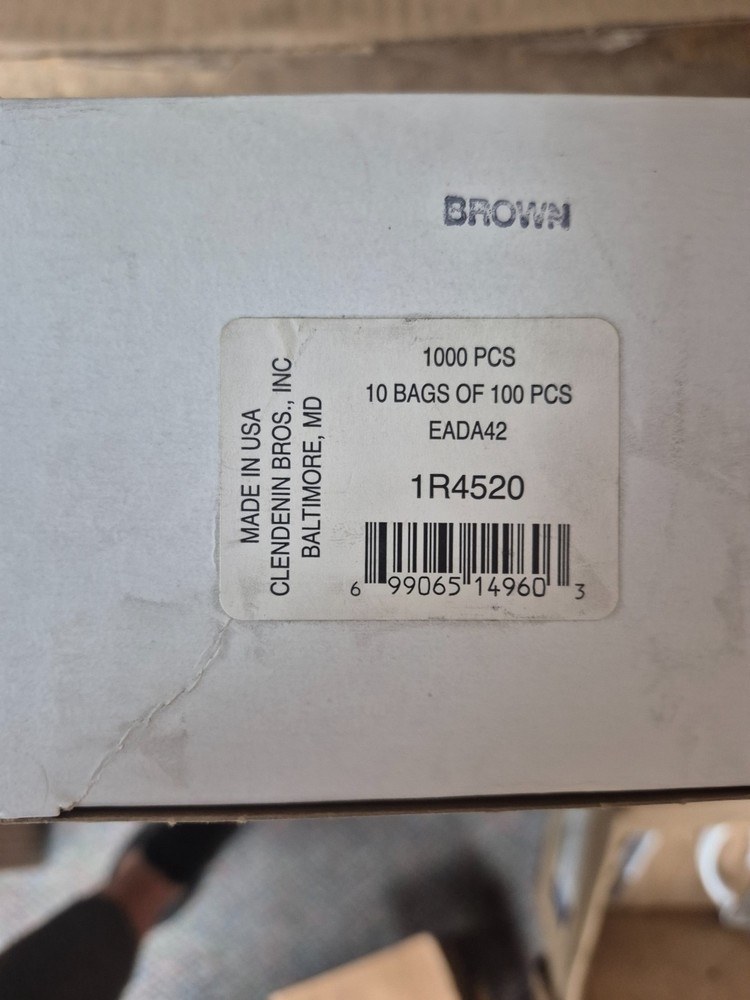 BROWN
MADE IN USA
CLENDENIN BROS., INC
BALTIMORE, MD
1000 PCS
10 BAGS OF 100 PCS
EADA42
1R4520
6 99065 14960 3